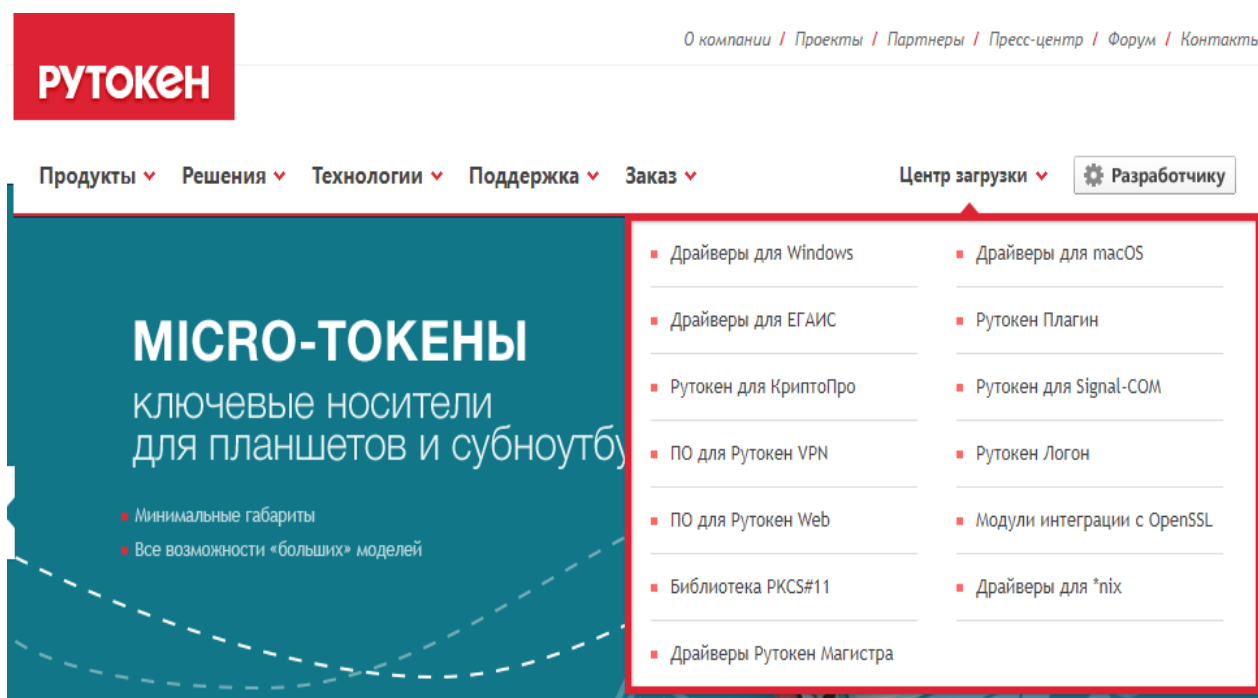 О компании / Проекты / Партнеры / Пресс-центр / Форум / Контакты
РУТОКЕН
Продукты Решения Технологии Поддержка Заказ Центр загрузки Разработчику
MICRO-ТОКЕНЫ
ключевые носители
для планшетов и субноутбу
Минимальные габариты
Все возможности «больших» моделей
Драйверы для Windows
Драйверы для macOS
Драйверы для ЕГАИС
Рутокен Плагин
Рутокен для КриптоПро
Рутокен для Signal-COM
ПО для Рутокен VPN
Рутокен Логон
ПО для Рутокен Web
Модули интеграции с OpenSSL
Библиотека PKCS#11
Драйверы для *nix
Драйверы Рутокен Магистра